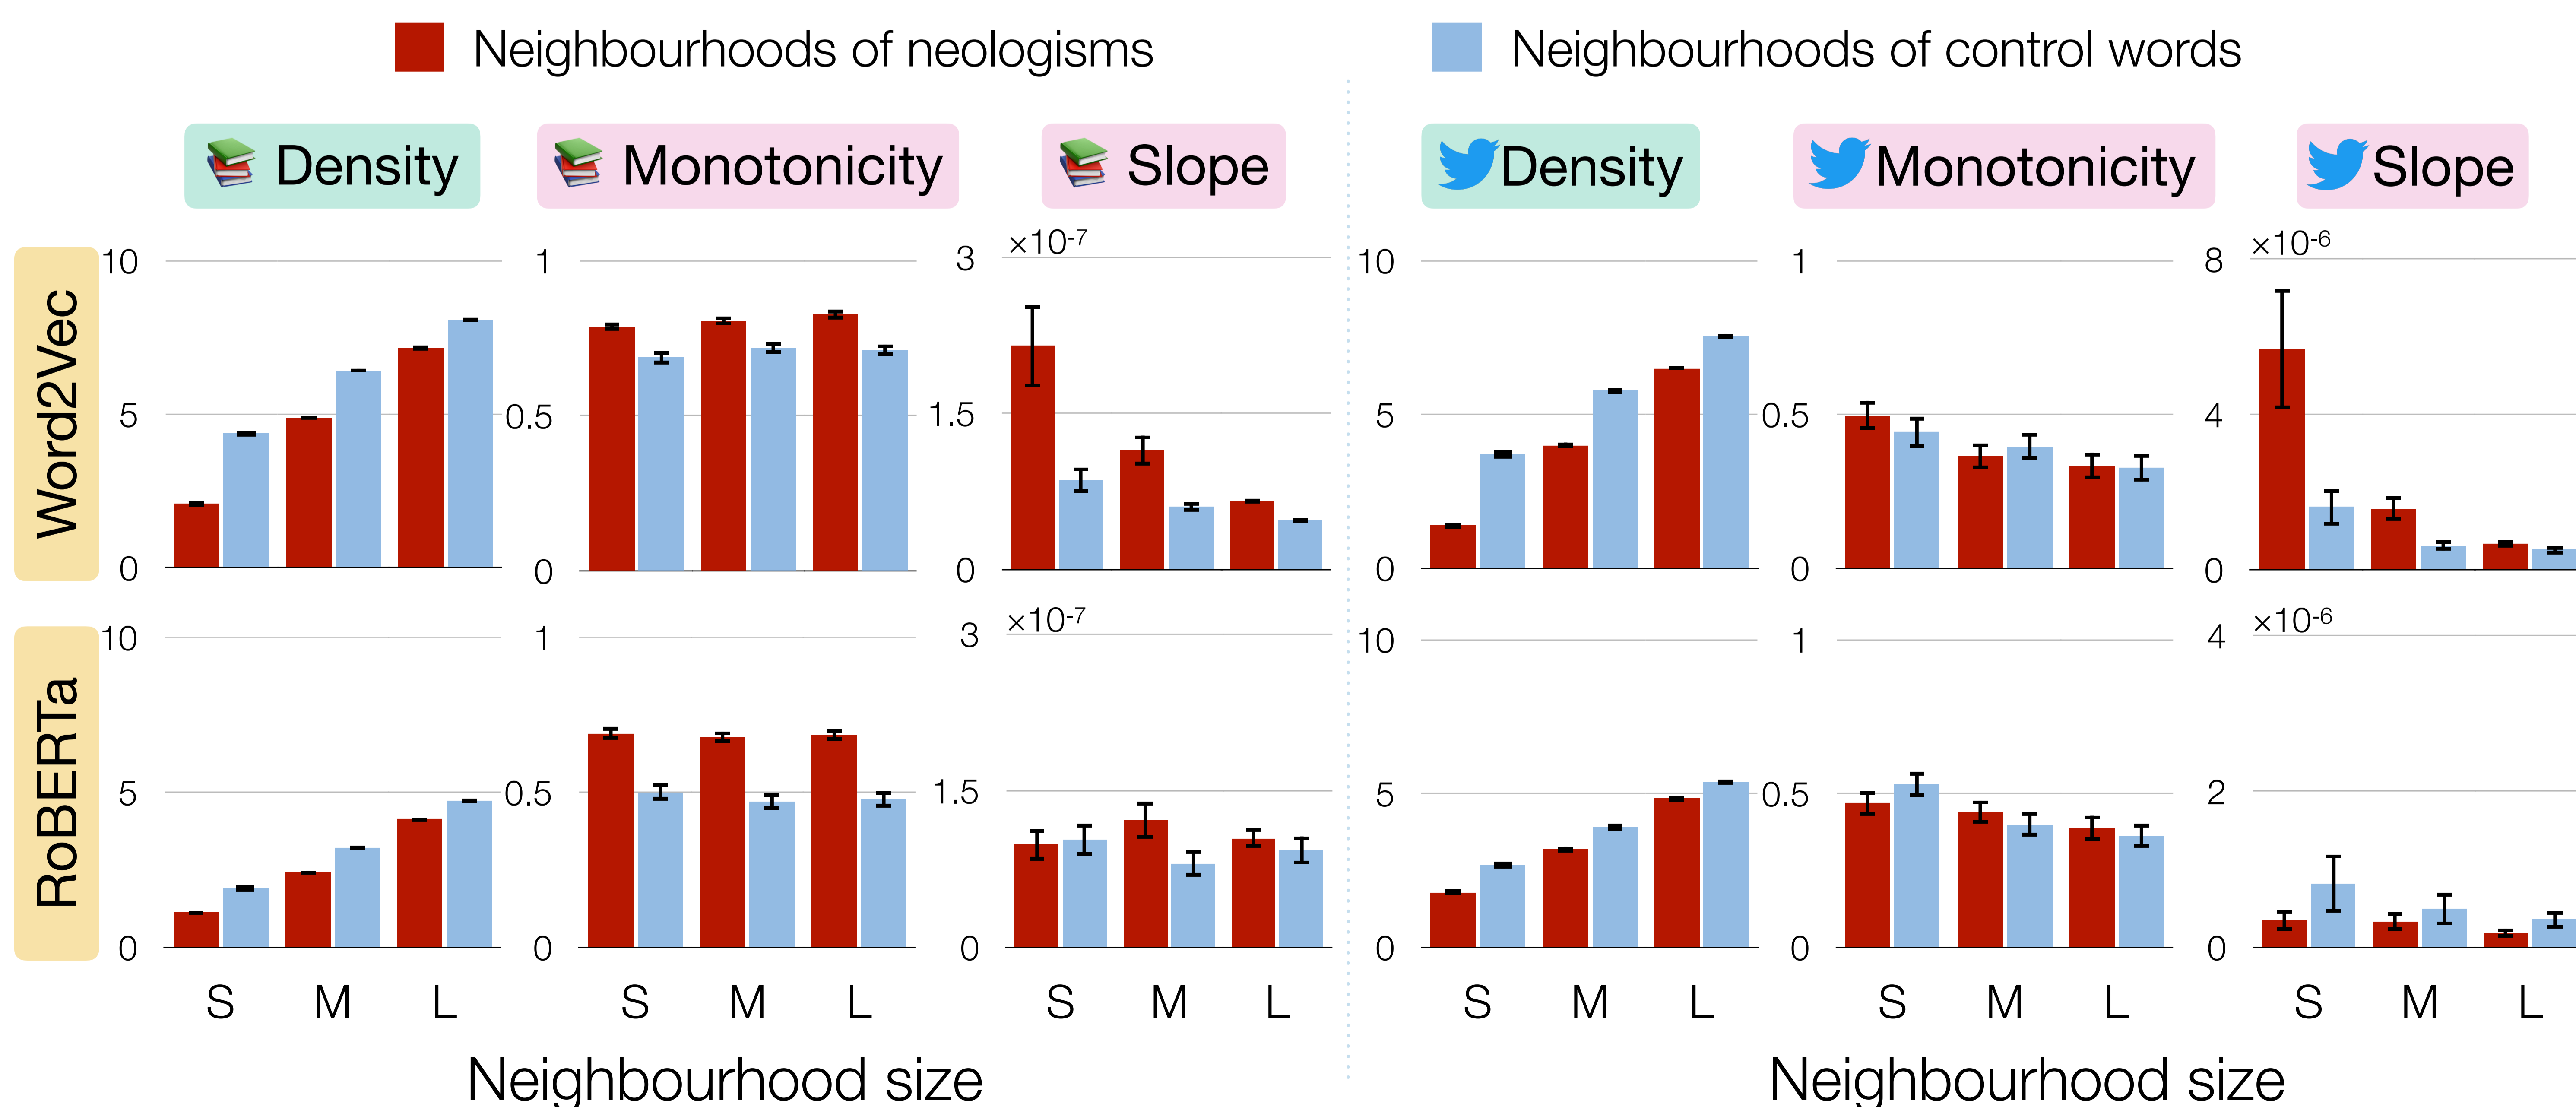 Neighbourhoods of neologisms Neighbourhoods of control words
Density Monotonicity Slope Density Monotonicity Slope
Word2Vec
10 5 0
1 0.5 0
×10-7
3 1.5 0
10 5 0
1 0.5 0
×10-6
8 4 0
RoBERTa
10 5 0
1 0.5 0
×10-7
3 1.5 0
10 5 0
1 0.5 0
×10-6
4 2 0
S M L S M L S M L S M L S M L S M L
Neighbourhood size Neighbourhood size